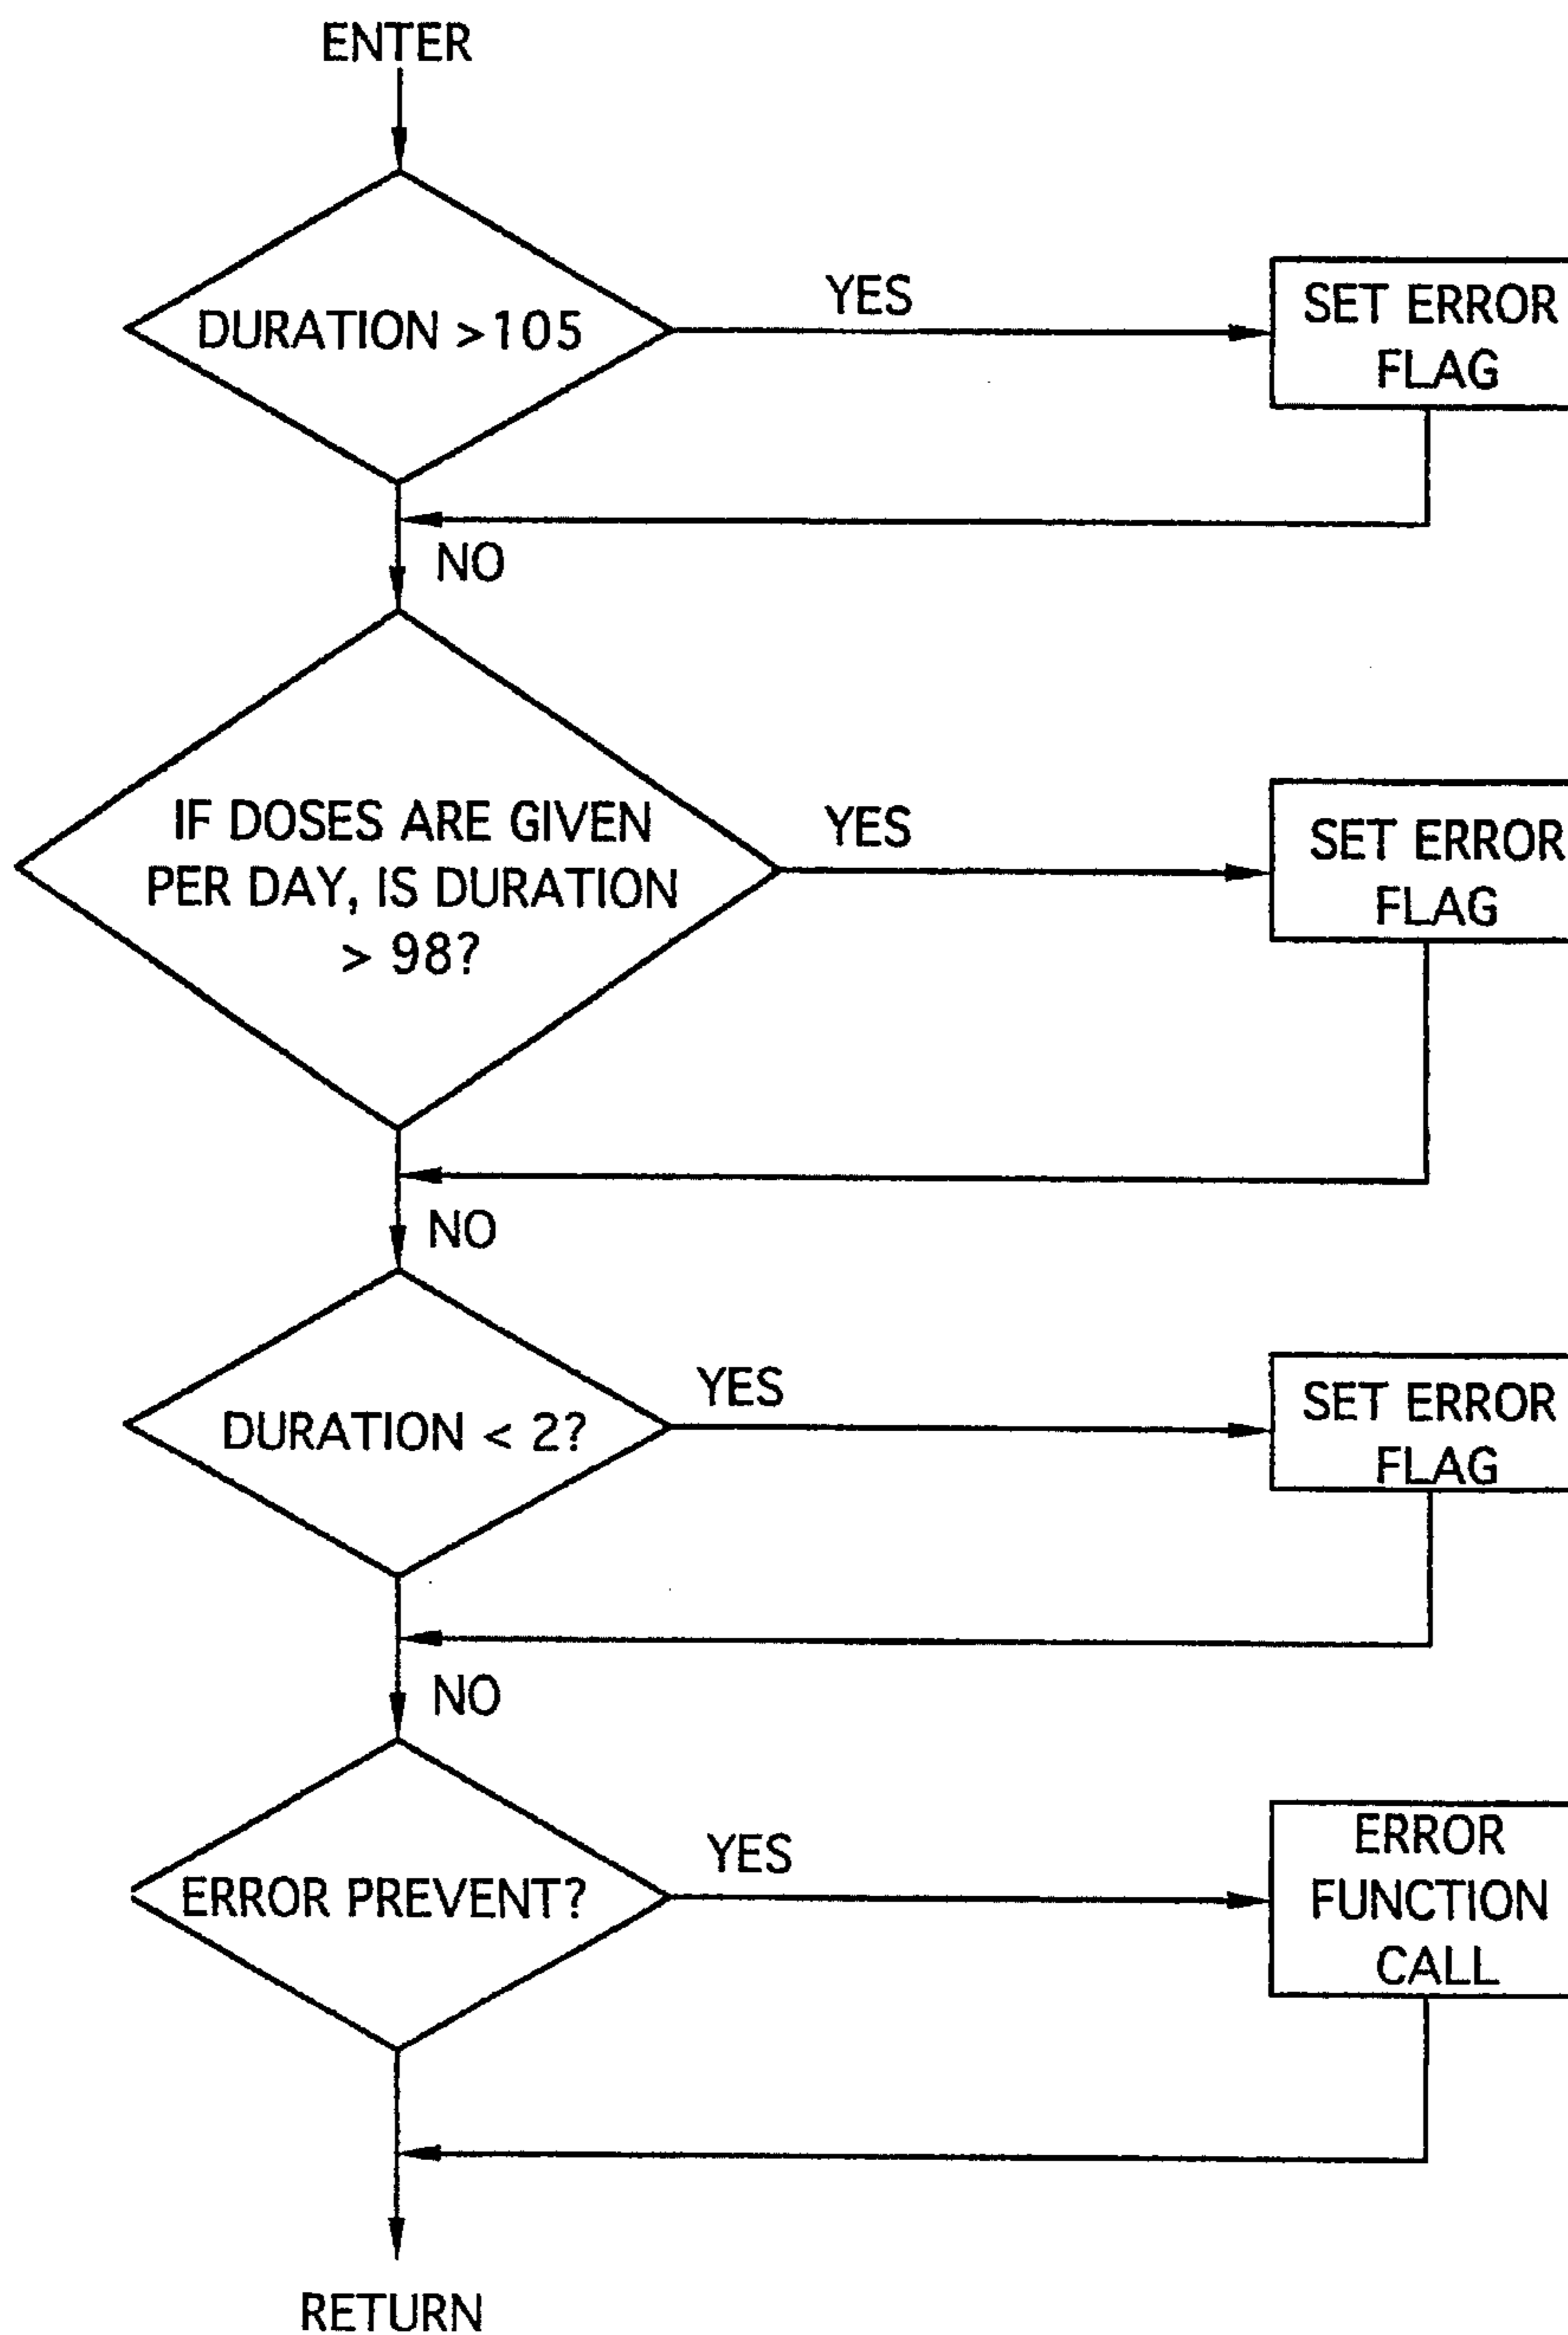 ENTER
DURATION >105
YES
SET ERROR
FLAG
NO
IF DOSES ARE GIVEN
PER DAY, IS DURATION
> 98?
YES
SET ERROR
FLAG
NO
DURATION < 2?
YES
SET ERROR
FLAG
NO
ERROR PREVENT?
YES
ERROR
FUNCTION
CALL
RETURN